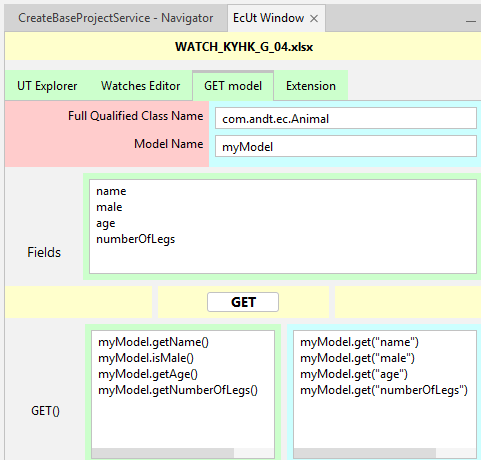 CreateBaseProjectService - Navigator EcUt Window
WATCH_KYHK_G_04.xlsx
UT Explorer Watches Editor GET model Extension
Full Qualified Class Name com.andt.ec.Animal
Model Name myModel
Fields
name
male
age
numberOfLegs
GET
GET()
myModel.getName()
myModel.isMale()
myModel.getAge()
myModel.getNumberOfLegs()
myModel.get("name")
myModel.get("male")
myModel.get("age")
myModel.get("numberOfLegs")